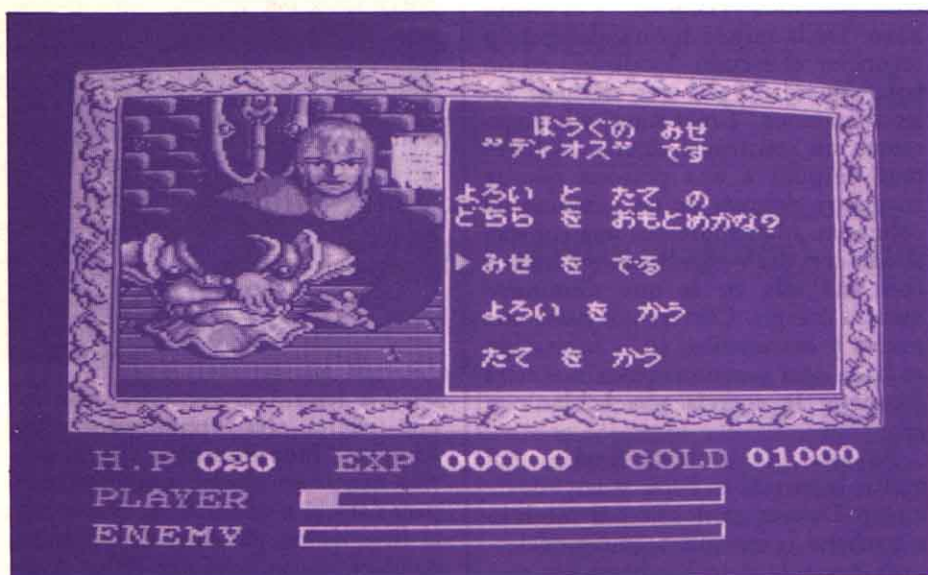 ぼうぐの みせ
”ディオス” です
よろい と たて の
どちら を おもとめかな?
▶ みせ を でる
よろい を かう
たて を かう
H.P 020 EXP 00000 GOLD 01000
PLAYER
ENEMY